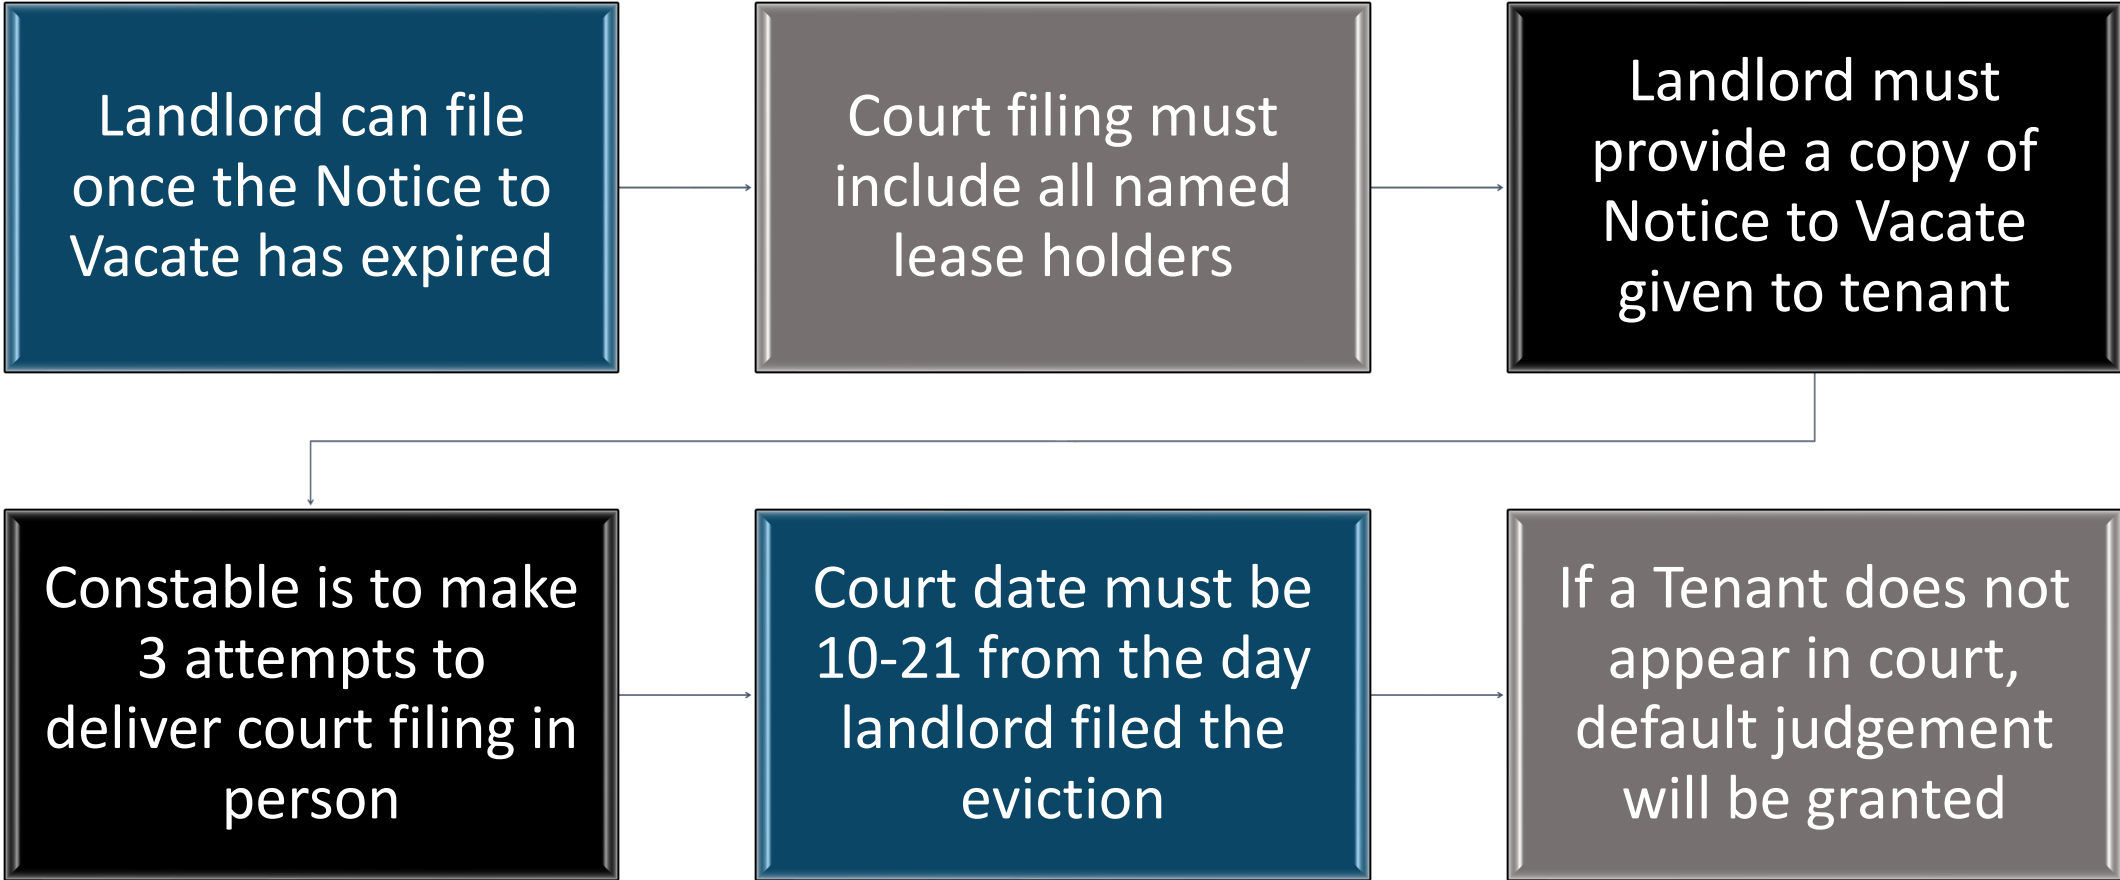 Landlord can file
once the Notice to
Vacate has expired
Court filing must
include all named
lease holders
Landlord must
provide a copy of
Notice to Vacate
given to tenant
Constable is to make
3 attempts to
deliver court filing in
person
Court date must be
10-21 from the day
landlord filed the
eviction
If a Tenant does not
appear in court,
default judgement
will be granted